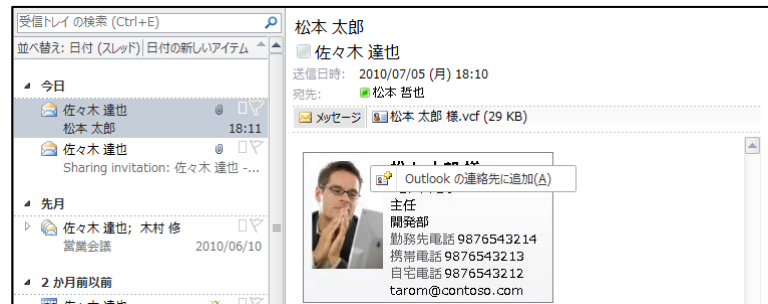 受信トレイ の検索 (Ctrl+E)
並べ替え: 日付 (スレッド) 日付の新しいアイテム
今日
佐々木 達也
松本 太郎 18:11
佐々木 達也
Sharing invitation: 佐々木 達也 -...
先月
佐々木 達也; 木村 修
営業会議 2010/06/10
2 か月前以前
松本 太郎
佐々木 達也
送信日時: 2010/07/05 (月) 18:10
宛先: 松本 哲也
メッセージ 松本 太郎 様.vcf (29 KB)
Outlook の連絡先に追加(A)
主任
開発部
勤務先電話 9876543214
携帯電話 9876543213
自宅電話 9876543212
tarom@contoso.com